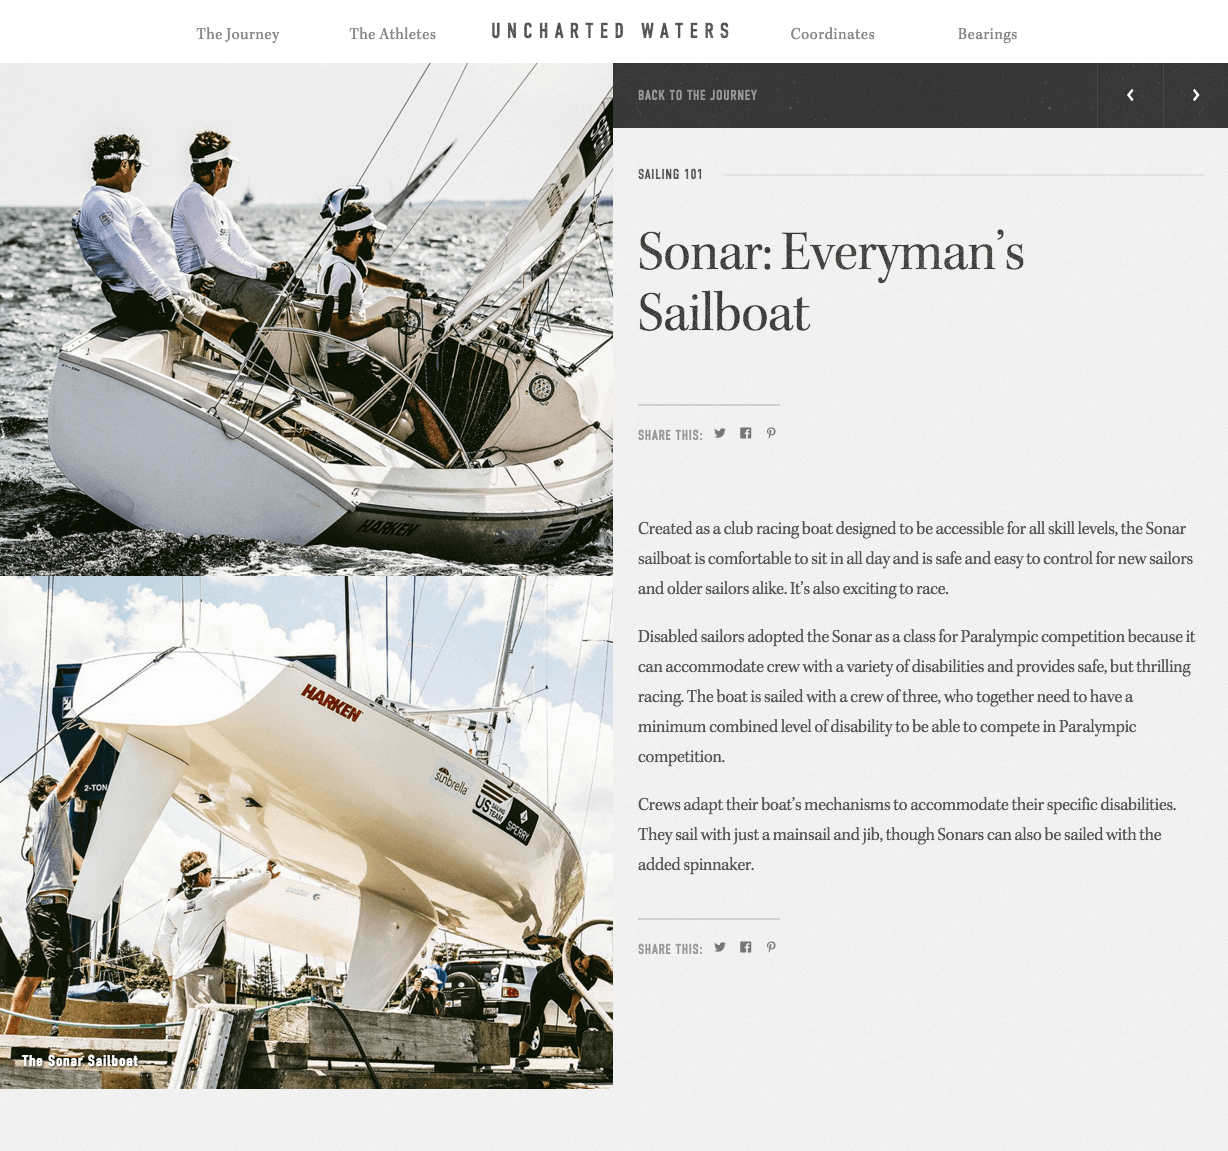 The Journey
The Athletes
UNCHARTED WATERS
Coordinates
Bearings
BACK TO THE JOURNEY
SAILING 101
Sonar: Everyman’s
Sailboat
SHARE THIS:
Created as a club racing boat designed to be accessible for all skill levels, the Sonar
sailboat is comfortable to sit in all day and is safe and easy to control for new sailors
and older sailors alike. It’s also exciting to race.
Disabled sailors adopted the Sonar as a class for Paralympic competition because it
can accommodate crew with a variety of disabilities and provides safe, but thrilling
racing. The boat is sailed with a crew of three, who together need to have a
minimum combined level of disability to be able to compete in Paralympic
competition.
Crews adapt their boat’s mechanisms to accommodate their specific disabilities.
They sail with just a mainsail and jib, though Sonars can also be sailed with the
added spinnaker.
SHARE THIS:
HARKEN
HARKEN
2-TON
sunbrella
US SAILING
TEAM
SPERRY
The Sonar Sailboat